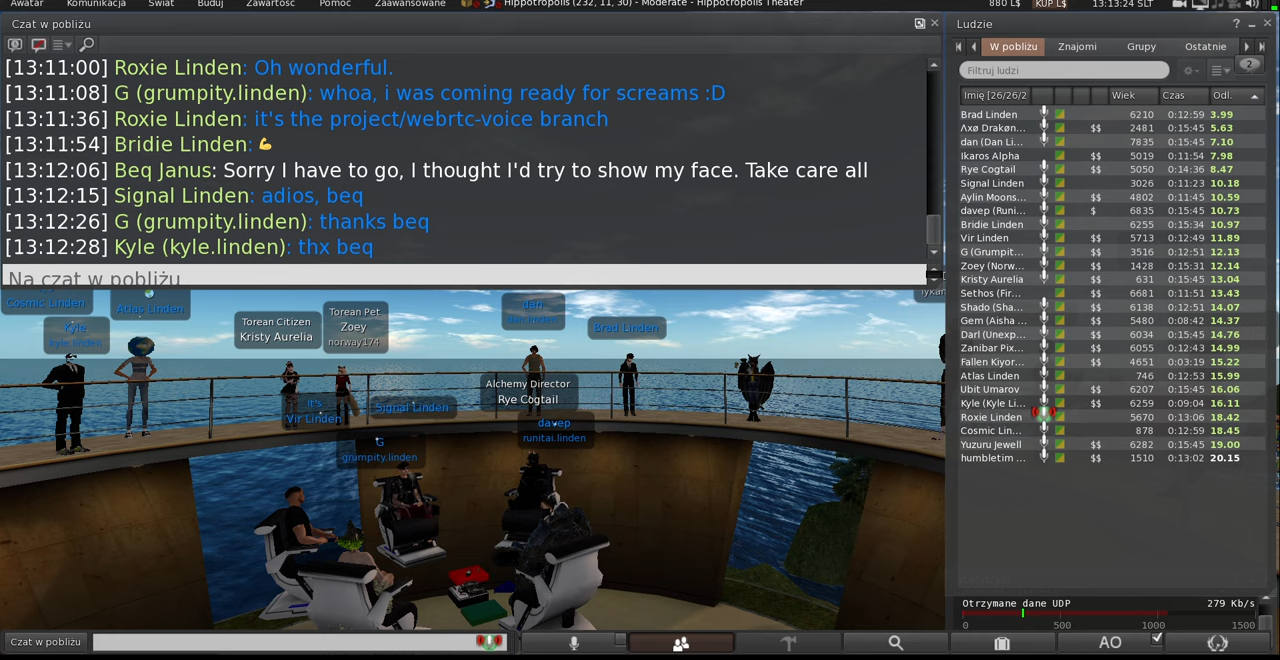 Awatar Komunikacja Świat Buduj Zawartość Pomoc Zaawansowane Hippotropolis (232, 11, 30) - Moderate - Hippotropolis Theater 880 L$ KUP L$ 13:13:24 SLT
Czat w pobliżu
[13:11:00] Roxie Linden: Oh wonderful.
[13:11:08] G (grumpity.linden): whoa, i was coming ready for screams :D
[13:11:36] Roxie Linden: it's the project/webrtc-voice branch
[13:11:54] Bridie Linden: 💪
[13:12:06] Beq Janus: Sorry I have to go, I thought I'd try to show my face. Take care all
[13:12:15] Signal Linden: adios, beq
[13:12:26] G (grumpity.linden): thanks beq
[13:12:28] Kyle (kyle.linden): thx beq
Na czat w pobliżu
Cosmic Linden
Atlas Linden
Kyle
kyle.linden
Torean Citizen
Kristy Aurelia
Torean Pet
Zoey
norway174
dan
dan.linden
Brad Linden
It's
Vir Linden
Signal Linden
Alchemy Director
Rye Cogtail
davep
runitai.linden
G
grumpity.linden
Czat w pobliżu
AO
Ludzie
?
W pobliżu Znajomi Grupy Ostatnie
Filtruj ludzi
2
Imię [26/26/2 Wiek Czas Odl.
Brad Linden 6210 0:12:59 3.99
Λxø Drakøn... $$ 2481 0:15:45 5.63
dan (Dan Li... 7835 0:15:45 7.10
Ikaros Alpha $$ 5019 0:11:54 7.98
Rye Cogtail $$ 5050 0:14:36 8.47
Signal Linden 3026 0:11:23 10.18
Aylin Moons... $$ 4802 0:11:45 10.59
davep (Runi... $ 6835 0:15:45 10.73
Bridie Linden 6255 0:15:34 10.97
Vir Linden $$ 5713 0:12:49 11.89
G (Grumpit... $$ 3516 0:12:51 12.13
Zoey (Norw... $$ 1428 0:15:31 12.14
Kristy Aurelia $$ 631 0:15:45 13.04
Sethos (Fir... $$ 6681 0:11:51 13.43
Shado (Sha... $$ 6138 0:12:51 14.07
Gem (Aisha ... $$ 5480 0:08:42 14.37
Darl (Unexp... $$ 6034 0:15:45 14.76
Zanibar Pix... $$ 6055 0:12:43 14.99
Fallen Kiyor... $$ 4651 0:03:19 15.22
Atlas Linden 746 0:12:53 15.99
Ubit Umarov $$ 6207 0:15:45 16.06
Kyle (Kyle Li... $$ 6259 0:09:04 16.11
Roxie Linden 5670 0:13:06 18.42
Cosmic Lin... 878 0:12:59 18.45
Yuzuru Jewell $$ 6282 0:15:45 19.00
humbletim ... $$ 1510 0:13:02 20.15
Otrzymane dane UDP 279 Kb/s
0 500 1000 1500